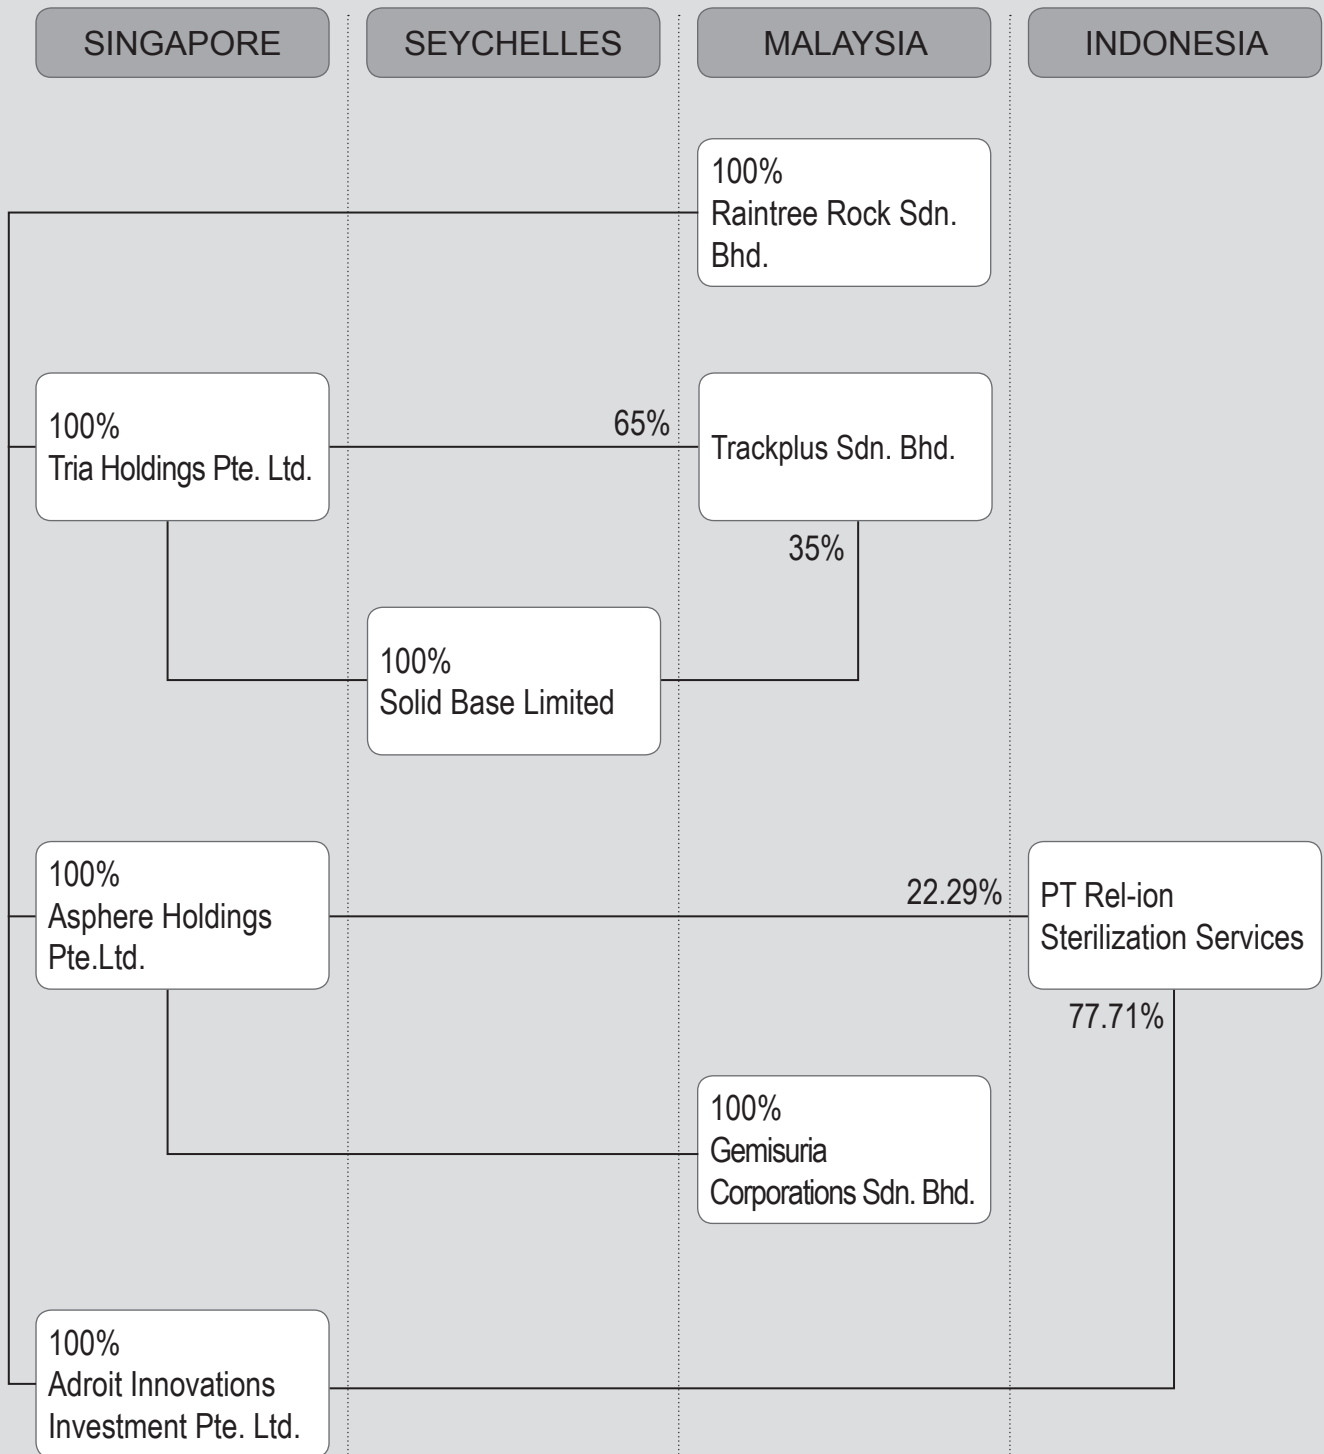 SINGAPORE
SEYCHELLES
MALAYSIA
INDONESIA
100%
Raintree Rock Sdn.
Bhd.
100%
Tria Holdings Pte. Ltd.
65%
Trackplus Sdn. Bhd.
35%
100%
Solid Base Limited
100%
Asphere Holdings
Pte.Ltd.
22.29%
PT Rel-ion
Sterilization Services
77.71%
100%
Gemisuria
Corporations Sdn. Bhd.
100%
Adroit Innovations
Investment Pte. Ltd.